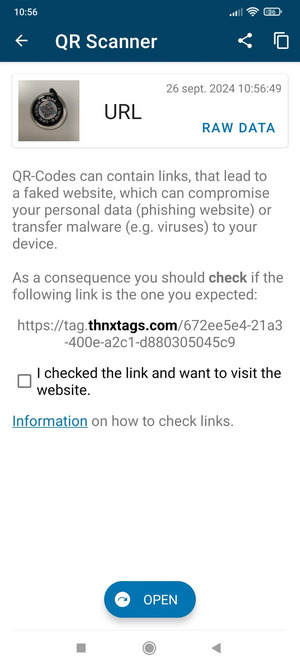 10:56
56
QR Scanner
26 sept. 2024 10:56:49
URL
RAW DATA
QR-Codes can contain links, that lead to
a faked website, which can compromise
your personal data (phishing website) or
transfer malware (e.g. viruses) to your
device.
As a consequence you should check if the
following link is the one you expected:
https://tag.thnxtags.com/672ee5e4-21a3
-400e-a2c1-d880305045c9
I checked the link and want to visit the
website.
Information on how to check links.
OPEN